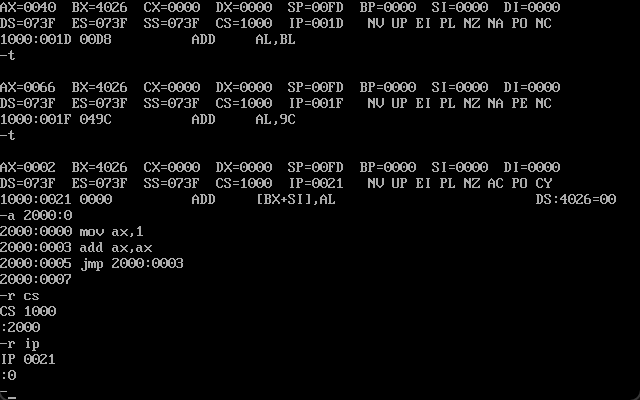 AX=0040  BX=4026  CX=0000  DX=0000  SP=00FD  BP=0000  SI=0000  DI=0000
DS=073F  ES=073F  SS=073F  CS=1000  IP=001D   NV UP EI PL NZ NA PO NC
1000:001D 00D8          ADD     AL,BL
-t
AX=0066  BX=4026  CX=0000  DX=0000  SP=00FD  BP=0000  SI=0000  DI=0000
DS=073F  ES=073F  SS=073F  CS=1000  IP=001F   NV UP EI PL NZ NA PE NC
1000:001F 049C          ADD     AL,9C
-t
AX=0002  BX=4026  CX=0000  DX=0000  SP=00FD  BP=0000  SI=0000  DI=0000
DS=073F  ES=073F  SS=073F  CS=1000  IP=0021   NV UP EI PL NZ AC PO CY
1000:0021 0000          ADD     [BX+SI],AL                         DS:4026=00
-a 2000:0
2000:0000 mov ax,1
2000:0003 add ax,ax
2000:0005 jmp 2000:0003
2000:0007
-r cs
CS 1000
:2000
-r ip
IP 0021
:0
-_